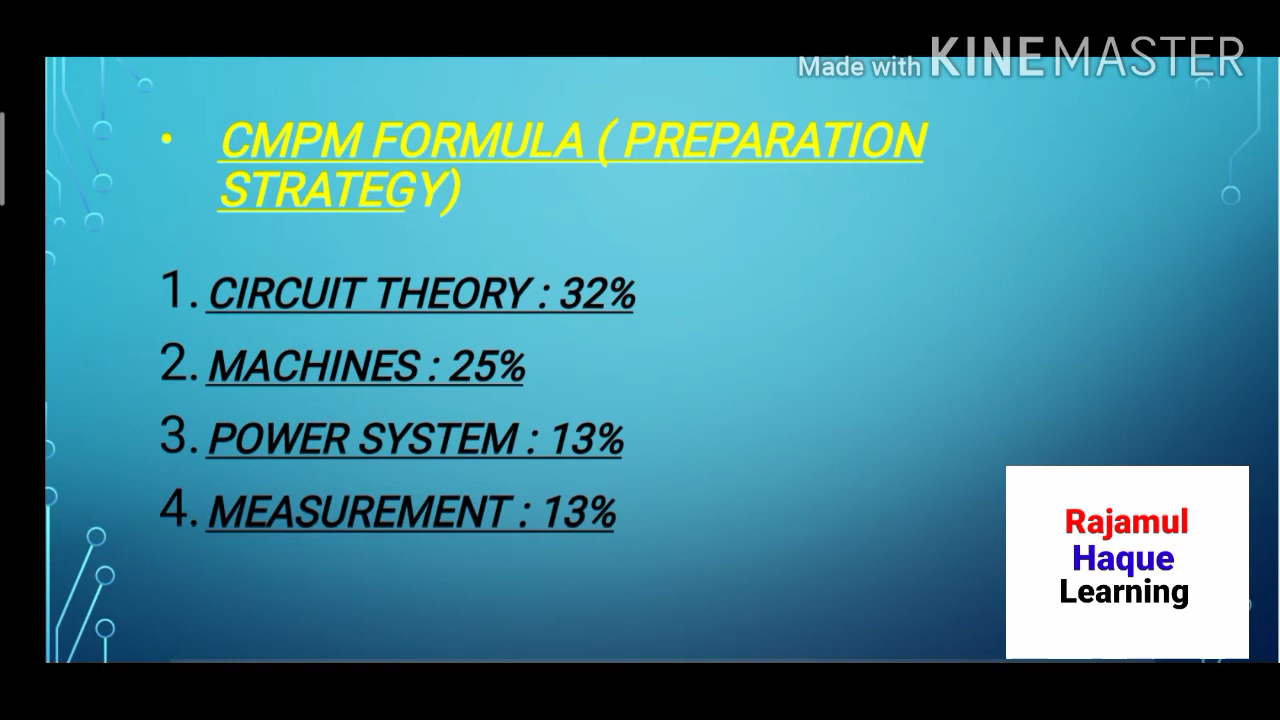 Made with KINEMASTER
• CMPM FORMULA ( PREPARATION
STRATEGY)
1. CIRCUIT THEORY : 32%
2. MACHINES : 25%
3. POWER SYSTEM : 13%
4. MEASUREMENT : 13%
Rajamul
Haque
Learning